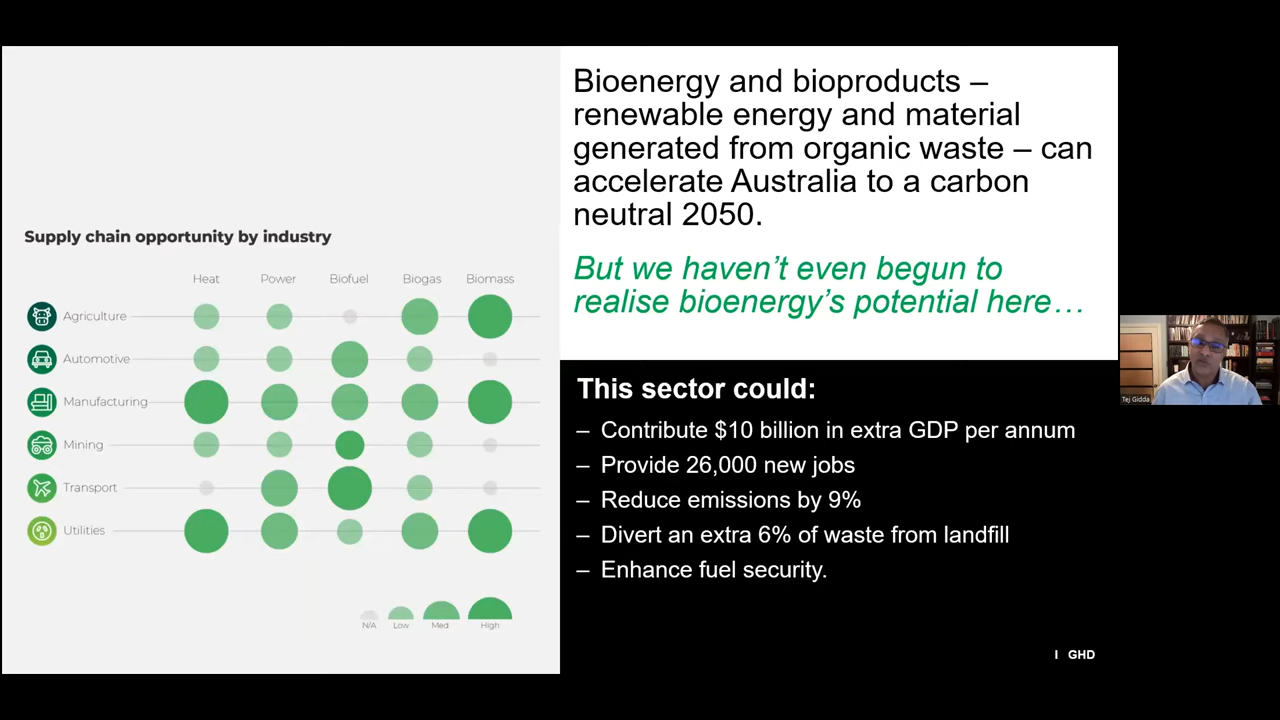 Bioenergy and bioproducts –
renewable energy and material
generated from organic waste – can
accelerate Australia to a carbon
neutral 2050.
But we haven’t even begun to
realise bioenergy’s potential here…
Supply chain opportunity by industry
Heat Power Biofuel Biogas Biomass
Agriculture
Automotive
Manufacturing
Mining
Transport
Utilities
N/A Low Med High
This sector could:
– Contribute $10 billion in extra GDP per annum
– Provide 26,000 new jobs
– Reduce emissions by 9%
– Divert an extra 6% of waste from landfill
– Enhance fuel security.
I GHD
Tej Gidda